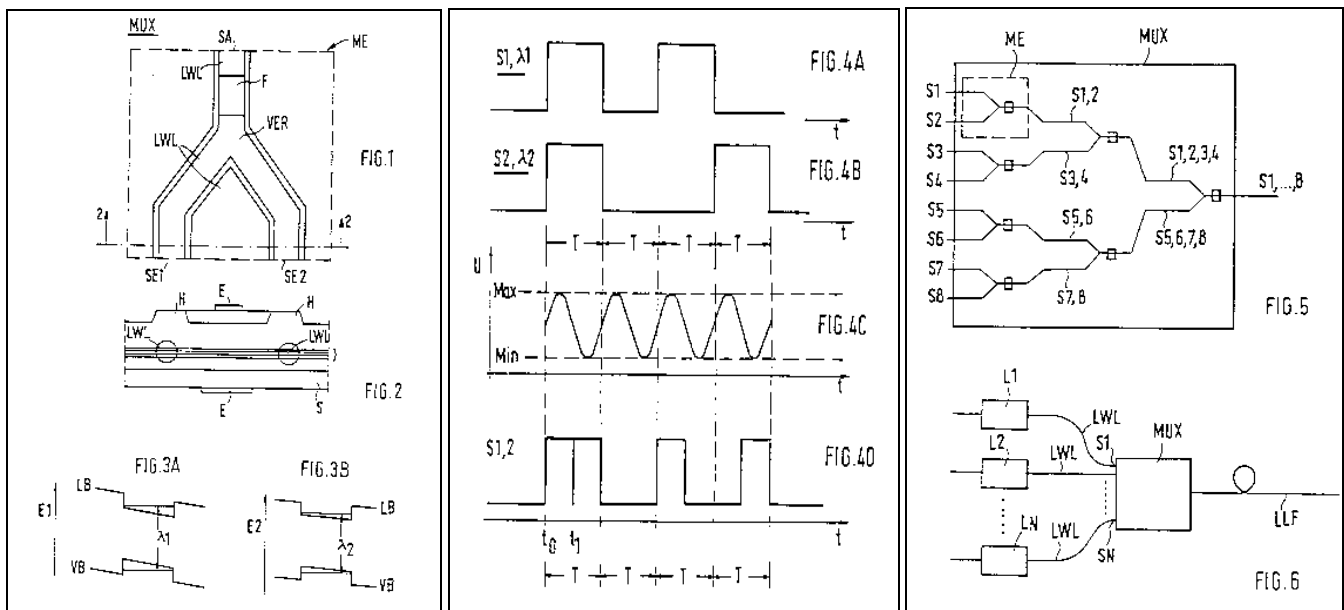 MUX
SA
ME
LWL
F
VER
LWL
FIG.1
2
2
SE1
SE2
E
H
H
LWL
LWL
E
S
FIG.2
FIG.3A
FIG.3B
LB
E1
λ1
VB
LB
E2
λ2
VB
S1, λ1
FIG.4A
t
S2, λ2
FIG.4B
t
T
T
T
T
U
Max
Min
FIG.4C
t
S1,2
FIG.4D
t
t0
t1
T
T
T
T
ME
MUX
S1
S2
S1,2
S3
S4
S3,4
S1,2,3,4
S1,...,8
S5
S6
S5,6
S5,6,7,8
S7
S8
S7,8
FIG.5
L1
LWL
S1
MUX
L2
LWL
LN
LWL
SN
LLF
FIG.6